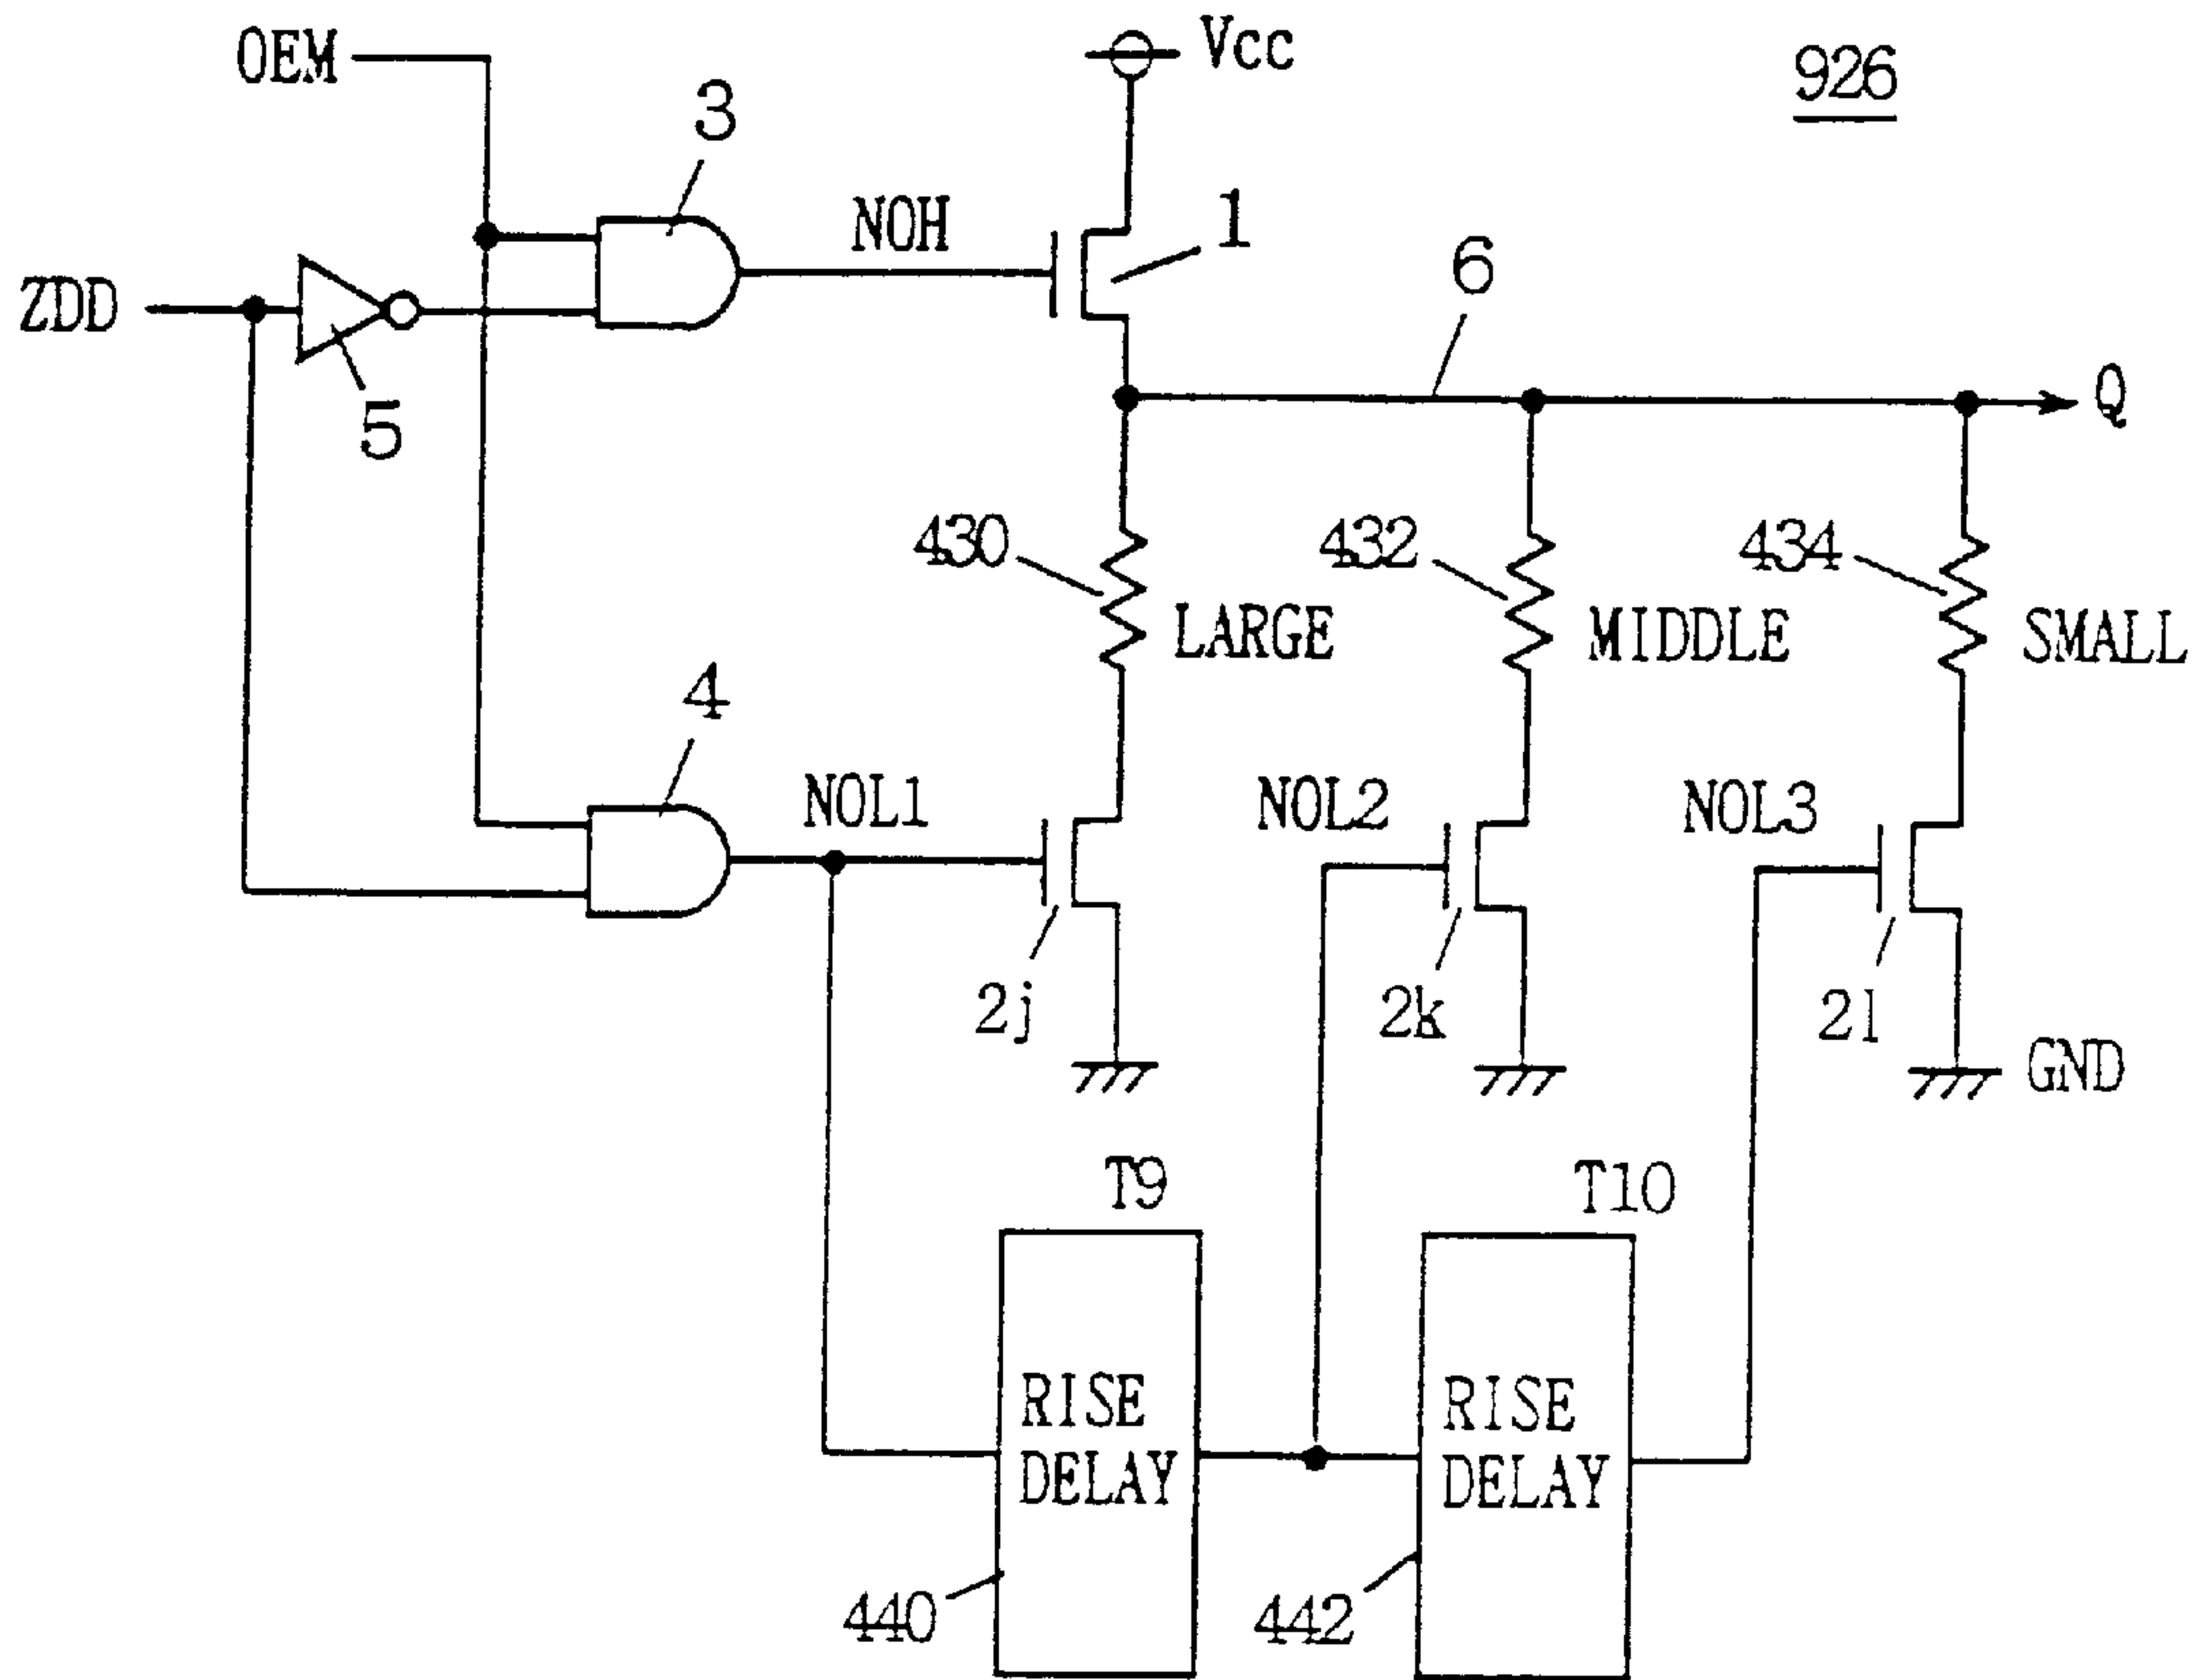 OEM
Vcc
926
3
NOH
1
ZDD
5
6
Q
430
LARGE
432
MIDDLE
434
SMALL
4
NOL1
NOL2
NOL3
2j
2k
2l
GND
T9
T10
RISE
DELAY
RISE
DELAY
440
442